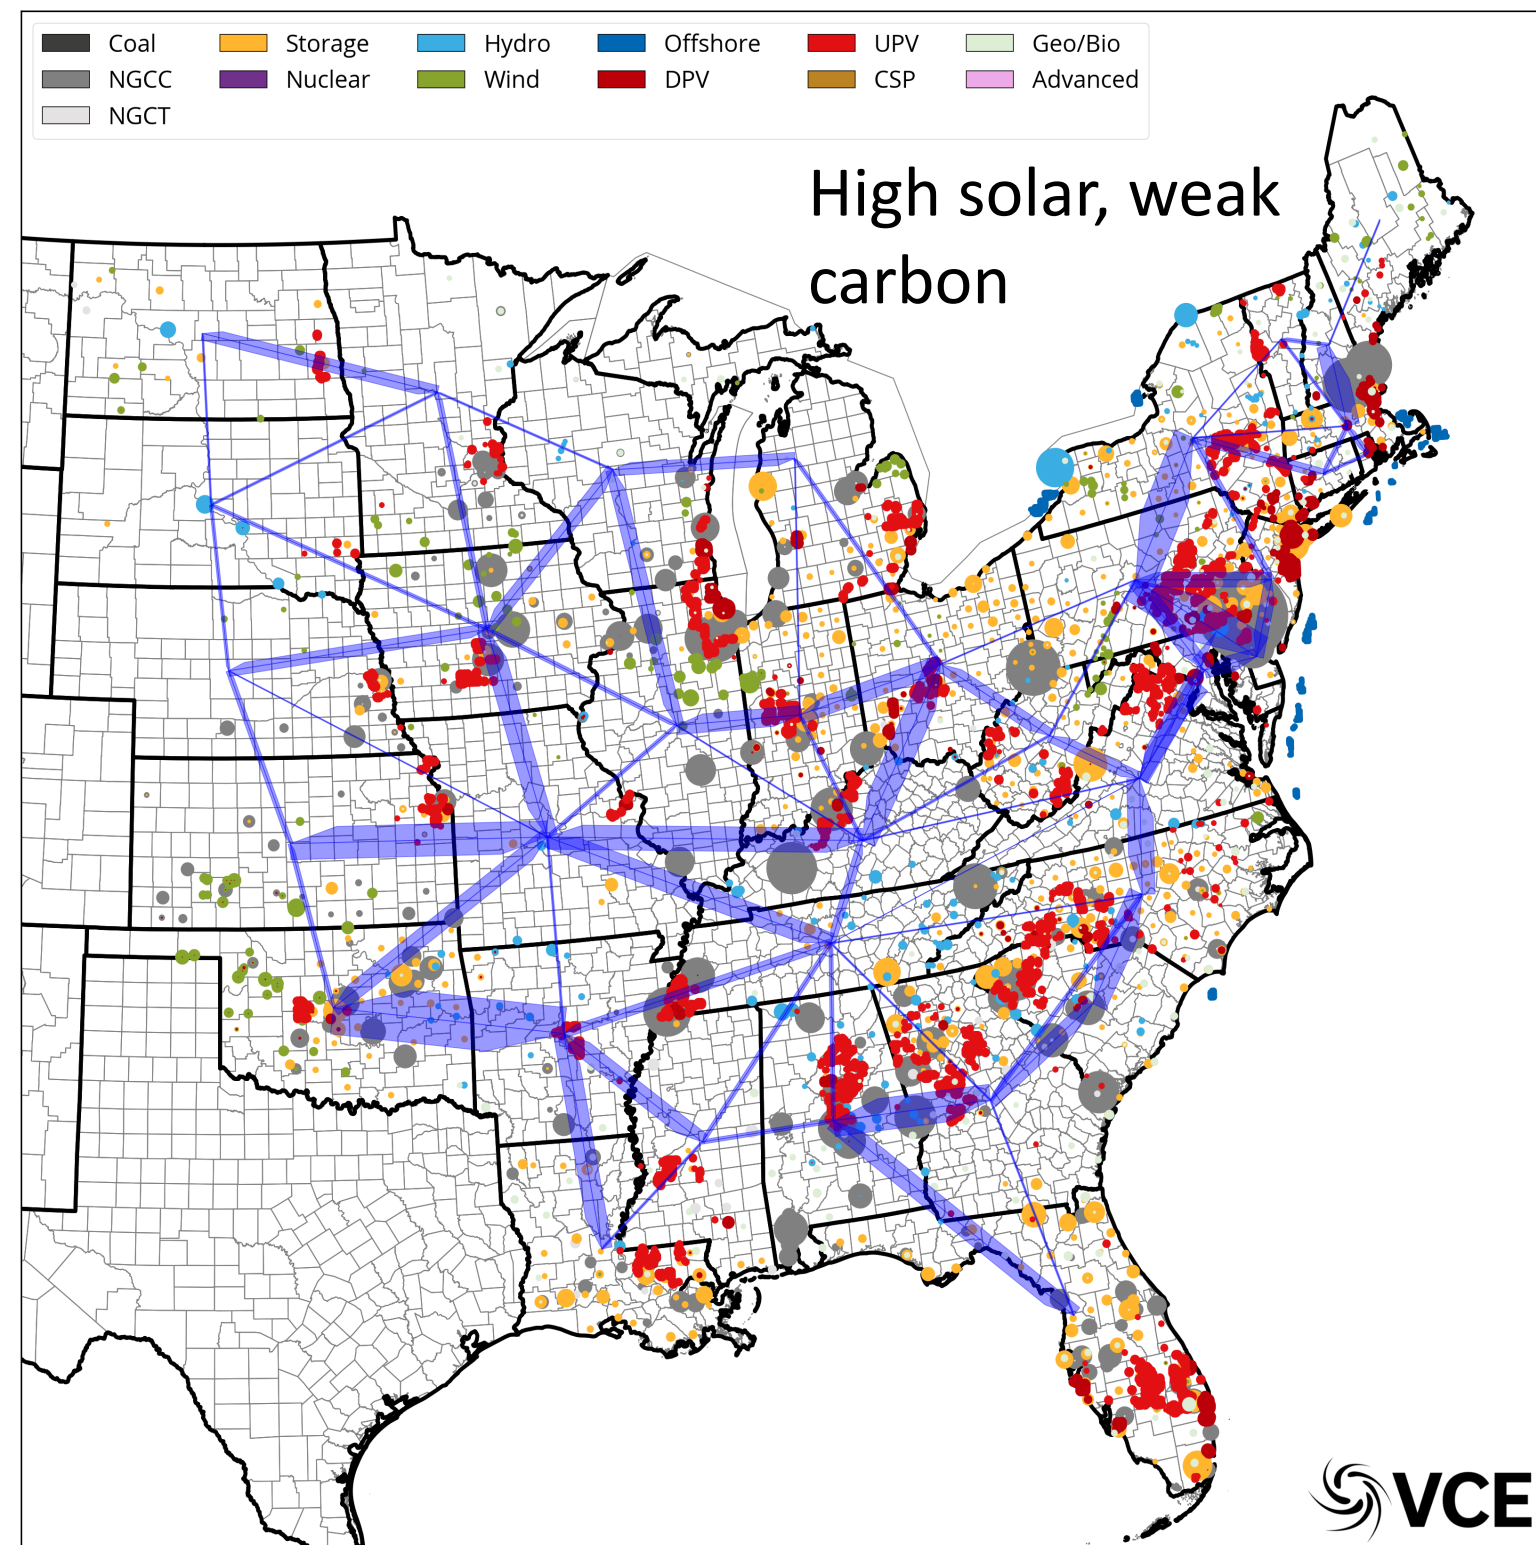 Coal Storage Hydro Offshore UPV Geo/Bio
NGCC Nuclear Wind DPV CSP Advanced
NGCT
High solar, weak
carbon
VCE